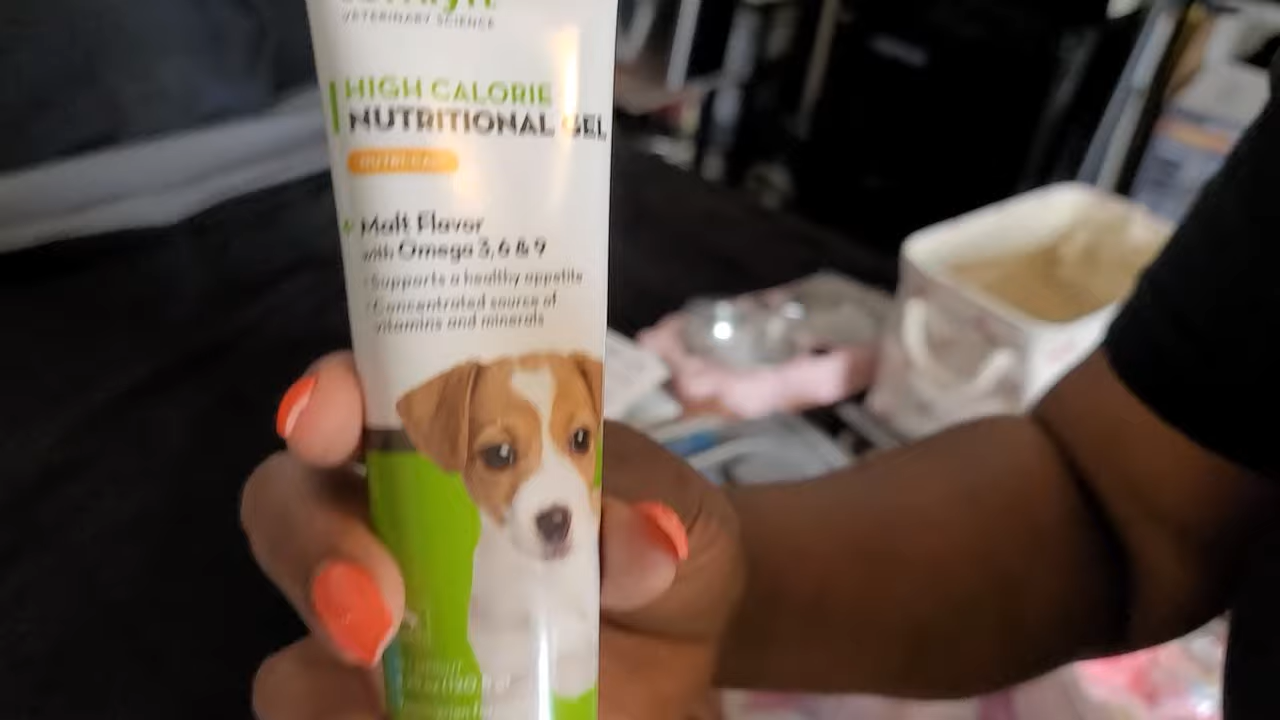 VETERINARY SCIENCE
HIGH CALORIE
NUTRITIONAL GEL
Malt Flavor
with Omega 3, 6 & 9
Supports a healthy appetite
Concentrated source of
vitamins and minerals